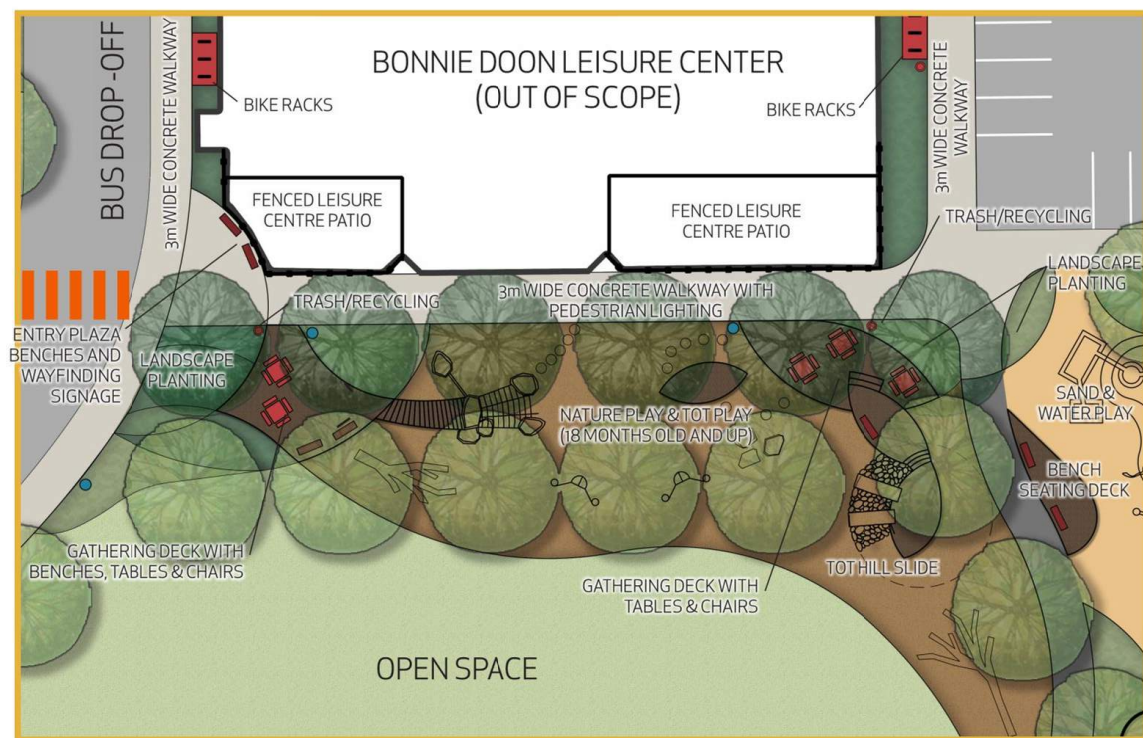 BUS DROP-OFF
3m WIDE CONCRETE WALKWAY
BIKE RACKS
BONNIE DOON LEISURE CENTER
(OUT OF SCOPE)
BIKE RACKS
3m WIDE CONCRETE
WALKWAY
FENCED LEISURE
CENTRE PATIO
FENCED LEISURE
CENTRE PATIO
TRASH/RECYCLING
LANDSCAPE
PLANTING
TRASH/RECYCLING
3m WIDE CONCRETE WALKWAY WITH
PEDESTRIAN LIGHTING
ENTRY PLAZA
BENCHES AND
WAYFINDING
SIGNAGE
LANDSCAPE
PLANTING
SAND &
WATER PLAY
NATURE PLAY & TOT PLAY
(18 MONTHS OLD AND UP)
BENCH
SEATING DECK
GATHERING DECK WITH
BENCHES, TABLES & CHAIRS
GATHERING DECK WITH
TABLES & CHAIRS
TOT HILL SLIDE
OPEN SPACE